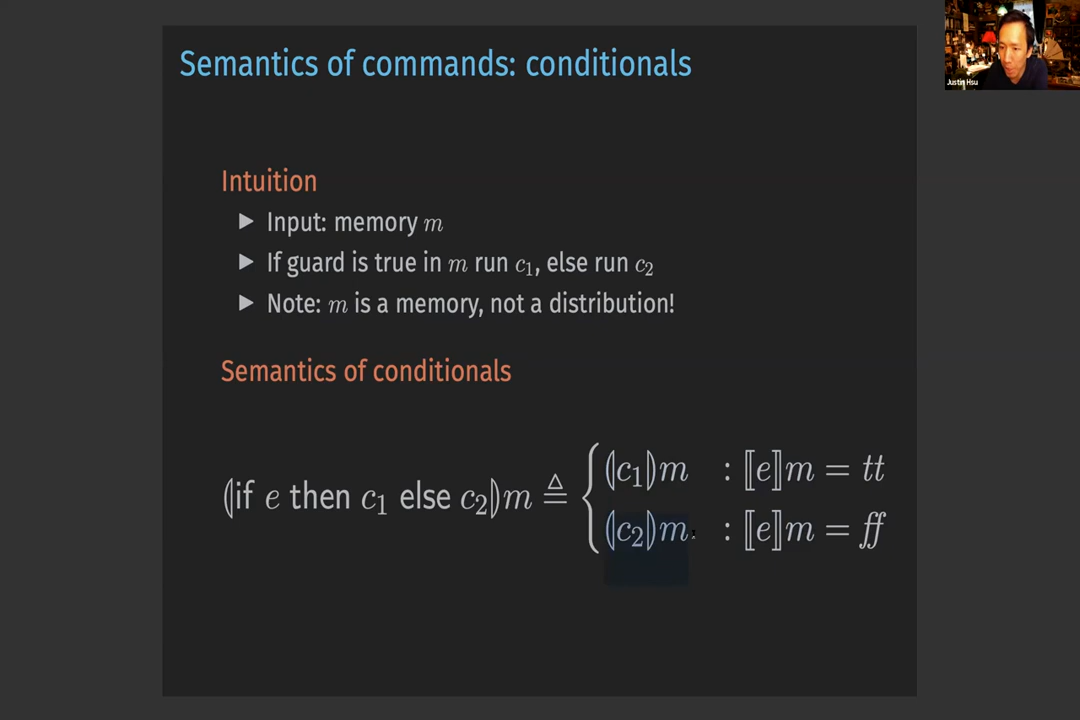 Semantics of commands: conditionals
Justin Hsu
Intuition
▶ Input: memory m
▶ If guard is true in m run c₁, else run c₂
▶ Note: m is a memory, not a distribution!
Semantics of conditionals
⦇if e then c₁ else c₂⦈m ≜ { ⦇c₁⦈m : ⟦e⟧m = tt
⦇c₂⦈m : ⟦e⟧m = ff